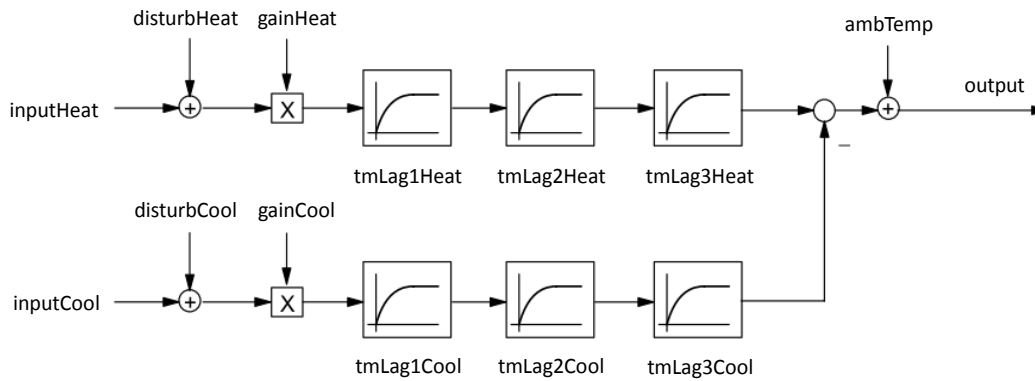 disturbHeat gainHeat
ambTemp
output
inputHeat + X +
–
tmLag1Heat tmLag2Heat tmLag3Heat
disturbCool gainCool
inputCool + X
tmLag1Cool tmLag2Cool tmLag3Cool